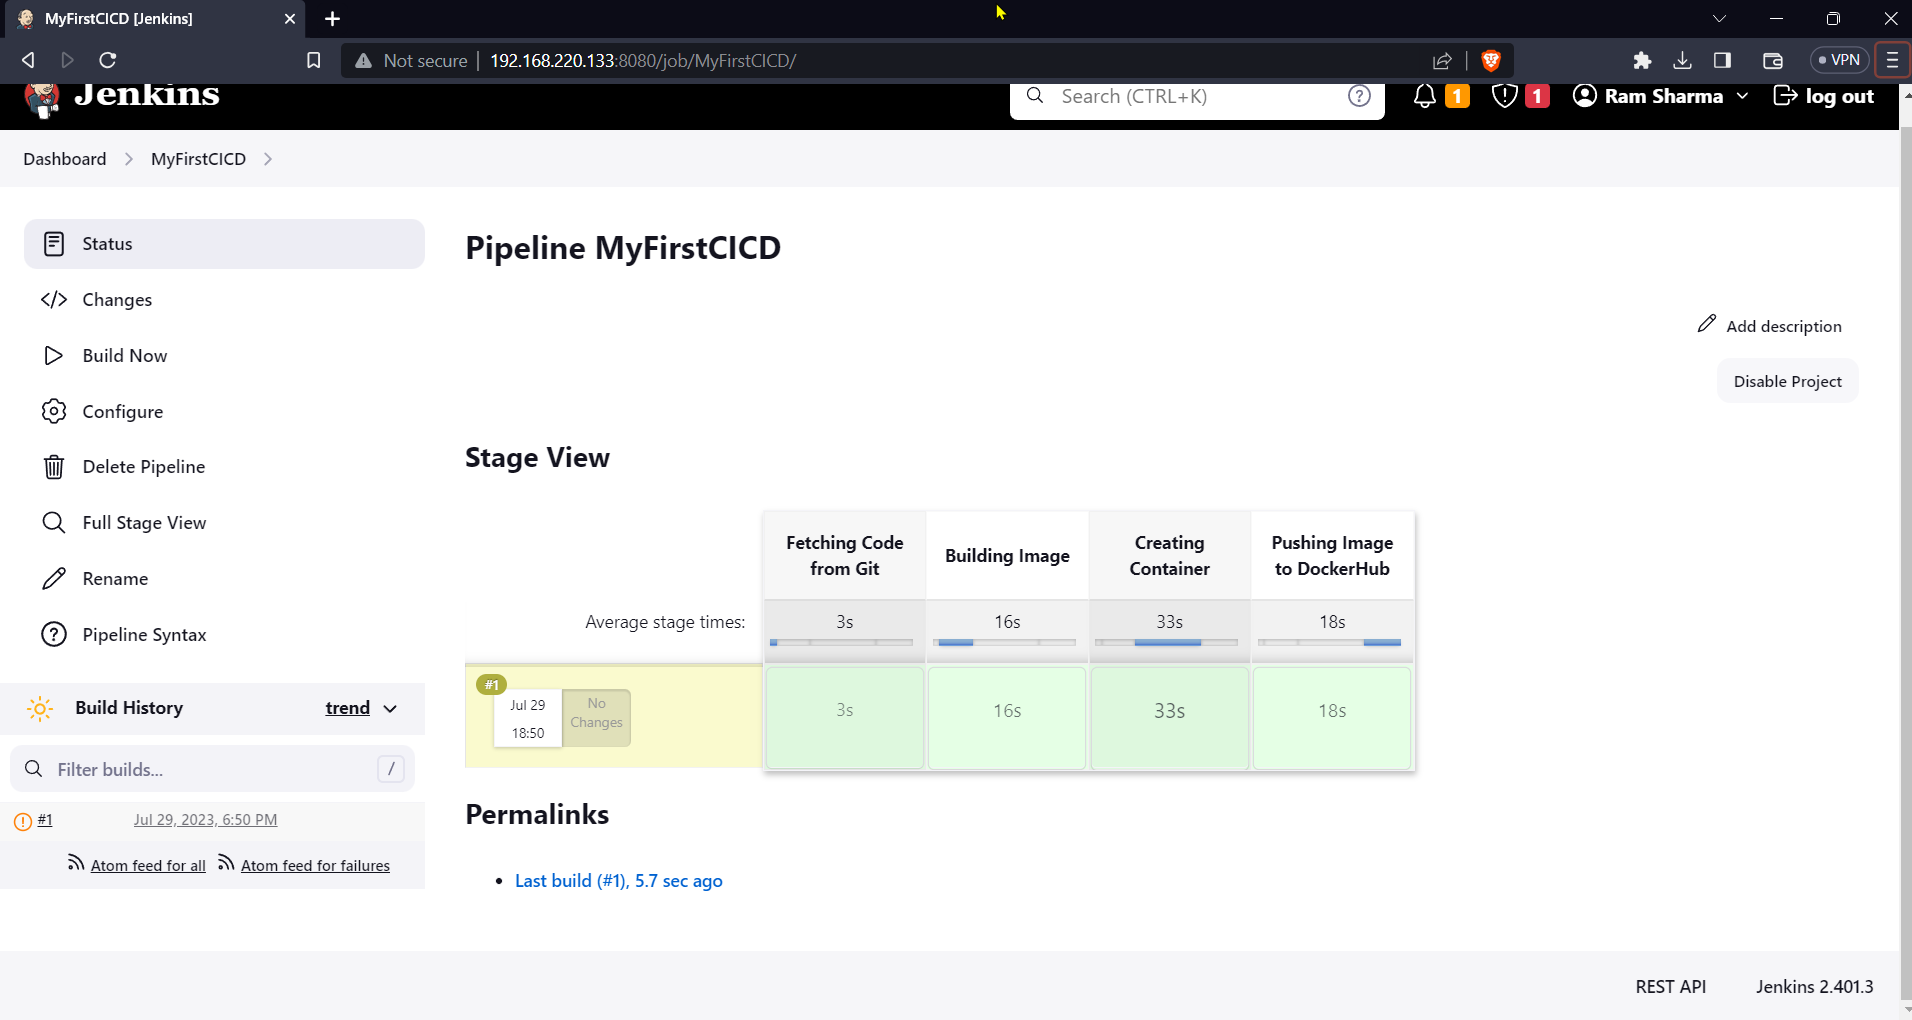 MyFirstCICD [Jenkins]
Not secure 192.168.220.133:8080/job/MyFirstCICD/
VPN
Jenkins
Search (CTRL+K)
?
1
1
Ram Sharma
log out
Dashboard
MyFirstCICD
Status
Changes
Build Now
Configure
Delete Pipeline
Full Stage View
Rename
Pipeline Syntax
Build History
trend
Filter builds...
/
#1
Jul 29, 2023, 6:50 PM
Atom feed for all
Atom feed for failures
Pipeline MyFirstCICD
Add description
Disable Project
Stage View
Fetching Code
from Git
Building Image
Creating
Container
Pushing Image
to DockerHub
Average stage times:
3s
16s
33s
18s
#1
Jul 29
18:50
No
Changes
3s
16s
33s
18s
Permalinks
Last build (#1), 5.7 sec ago
REST API
Jenkins 2.401.3